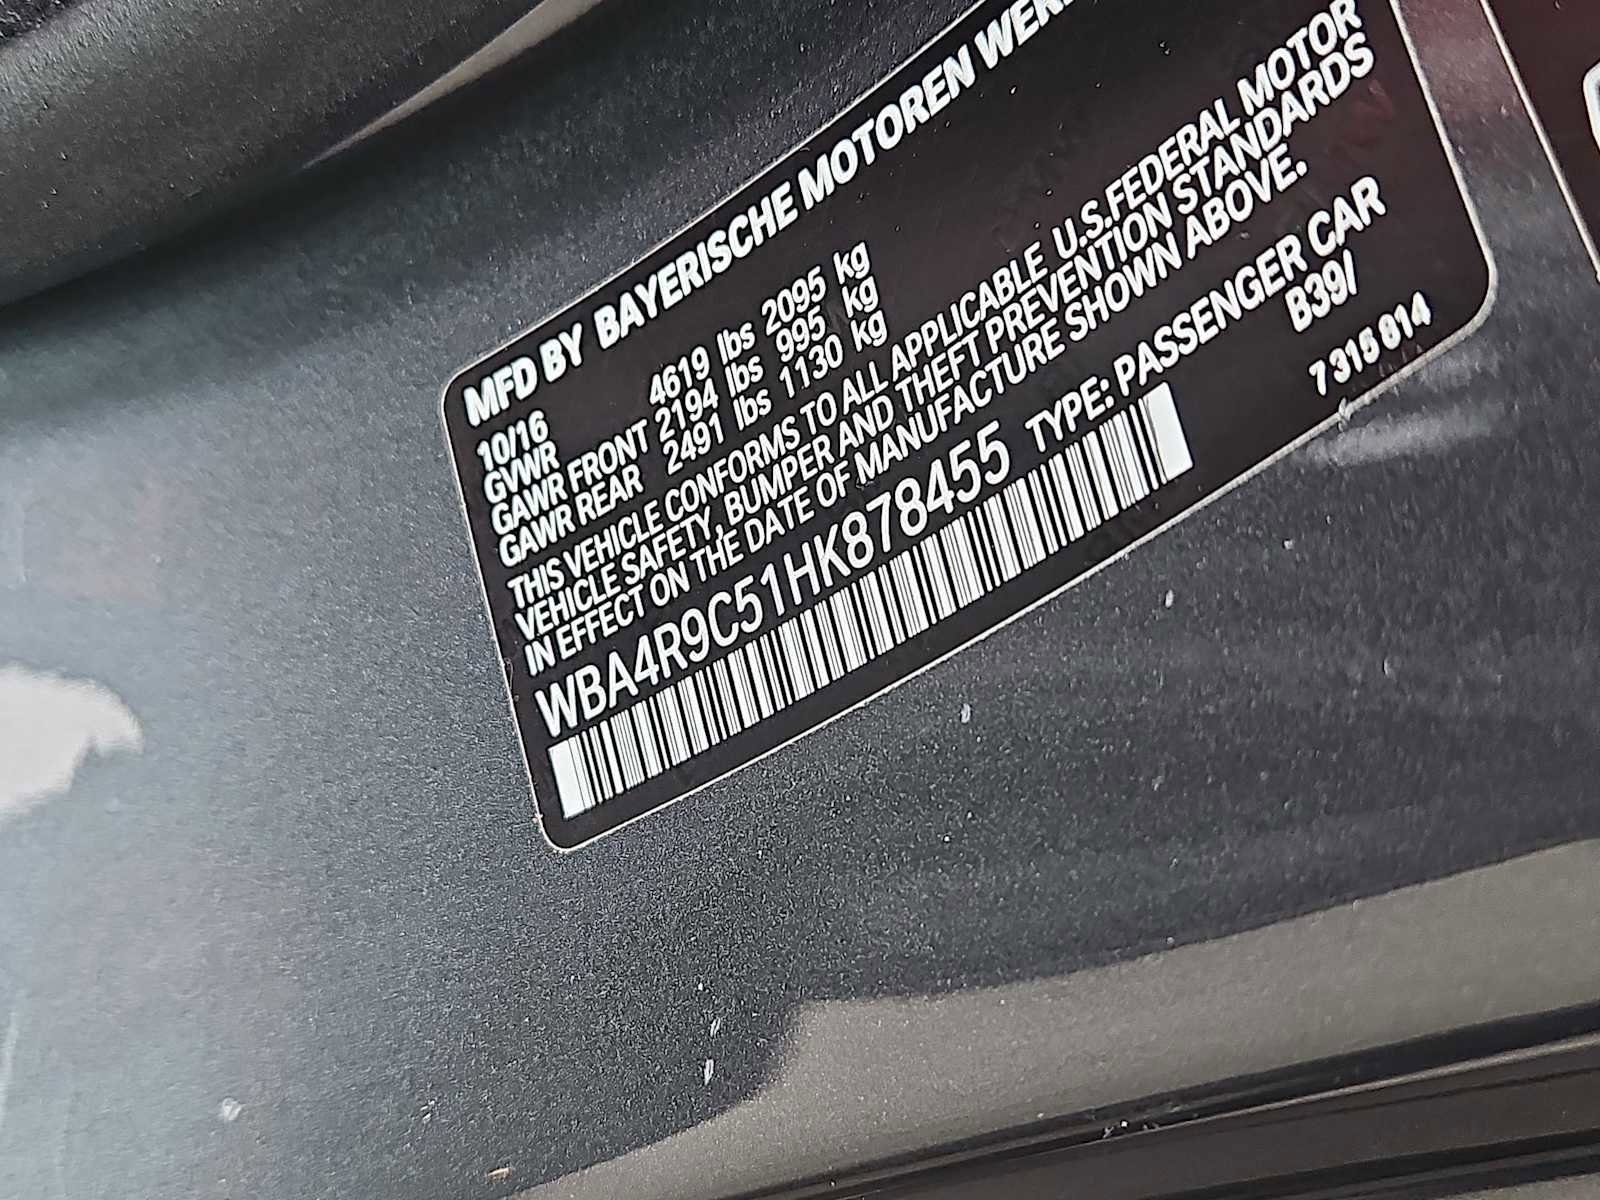 MFD BY BAYERISCHE MOTOREN
10/16
GVWR 4619 lbs 2095 kg
GAWR FRONT 2194 lbs 995 kg
GAWR REAR 2491 lbs 1130 kg
THIS VEHICLE CONFORMS TO ALL APPLICABLE U.S.FEDERAL MOTOR
VEHICLE SAFETY, BUMPER AND THEFT PREVENTION STANDARDS
IN EFFECT ON THE DATE OF MANUFACTURE SHOWN ABOVE.
WBA4R9C51HK878455 TYPE: PASSENGER CAR
B39/
7 315 814